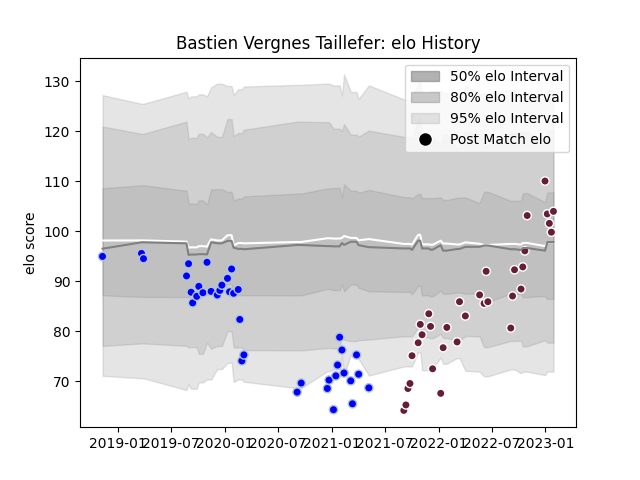 Bastien Vergnes Taillefer: elo History
50% elo Interval
80% elo Interval
95% elo Interval
Post Match elo
elo score
130
120
110
100
90
80
70
2019-01 2019-07 2020-01 2020-07 2021-01 2021-07 2022-01 2022-07 2023-01